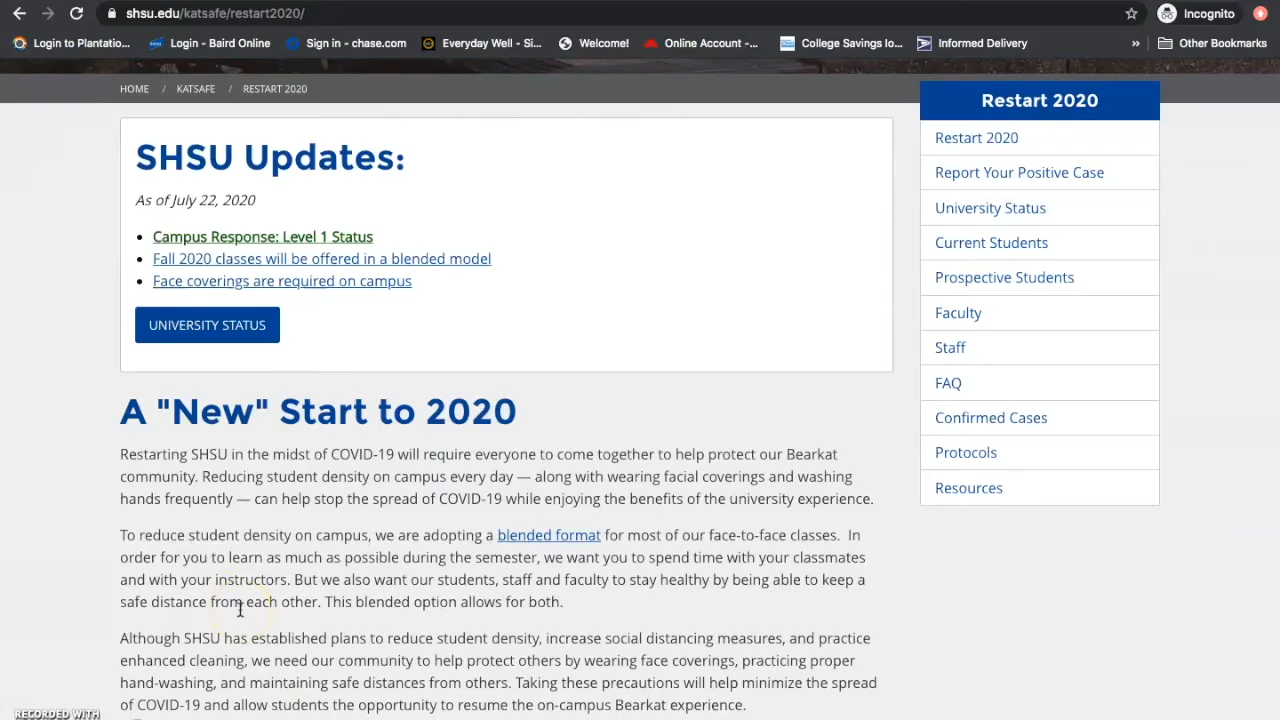 shsu.edu/katsafe/restart2020/
Incognito
Login to Plantatio...
Login - Baird Online
Sign in - chase.com
Everyday Well - Si...
Welcome!
Online Account -...
College Savings Io...
Informed Delivery
»
Other Bookmarks
HOME / KATSAFE / RESTART 2020
SHSU Updates:
As of July 22, 2020
• Campus Response: Level 1 Status
• Fall 2020 classes will be offered in a blended model
• Face coverings are required on campus
UNIVERSITY STATUS
A "New" Start to 2020
Restarting SHSU in the midst of COVID-19 will require everyone to come together to help protect our Bearkat
community. Reducing student density on campus every day — along with wearing facial coverings and washing
hands frequently — can help stop the spread of COVID-19 while enjoying the benefits of the university experience.
To reduce student density on campus, we are adopting a blended format for most of our face-to-face classes. In
order for you to learn as much as possible during the semester, we want you to spend time with your classmates
and with your instructors. But we also want our students, staff and faculty to stay healthy by being able to keep a
safe distance from each other. This blended option allows for both.
Although SHSU has established plans to reduce student density, increase social distancing measures, and practice
enhanced cleaning, we need our community to help protect others by wearing face coverings, practicing proper
hand-washing, and maintaining safe distances from others. Taking these precautions will help minimize the spread
of COVID-19 and allow students the opportunity to resume the on-campus Bearkat experience.
Restart 2020
Restart 2020
Report Your Positive Case
University Status
Current Students
Prospective Students
Faculty
Staff
FAQ
Confirmed Cases
Protocols
Resources
RECORDED WITH